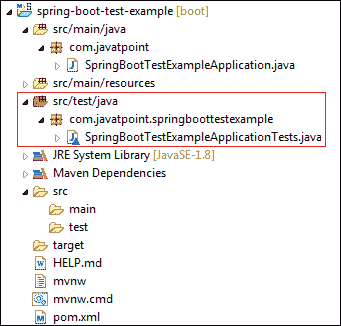 spring-boot-test-example [boot]
src/main/java
com.javatpoint
SpringBootTestExampleApplication.java
src/main/resources
src/test/java
com.javatpoint.springboottestexample
SpringBootTestExampleApplicationTests.java
JRE System Library [JavaSE-1.8]
Maven Dependencies
src
main
test
target
HELP.md
mvnw
mvnw.cmd
pom.xml